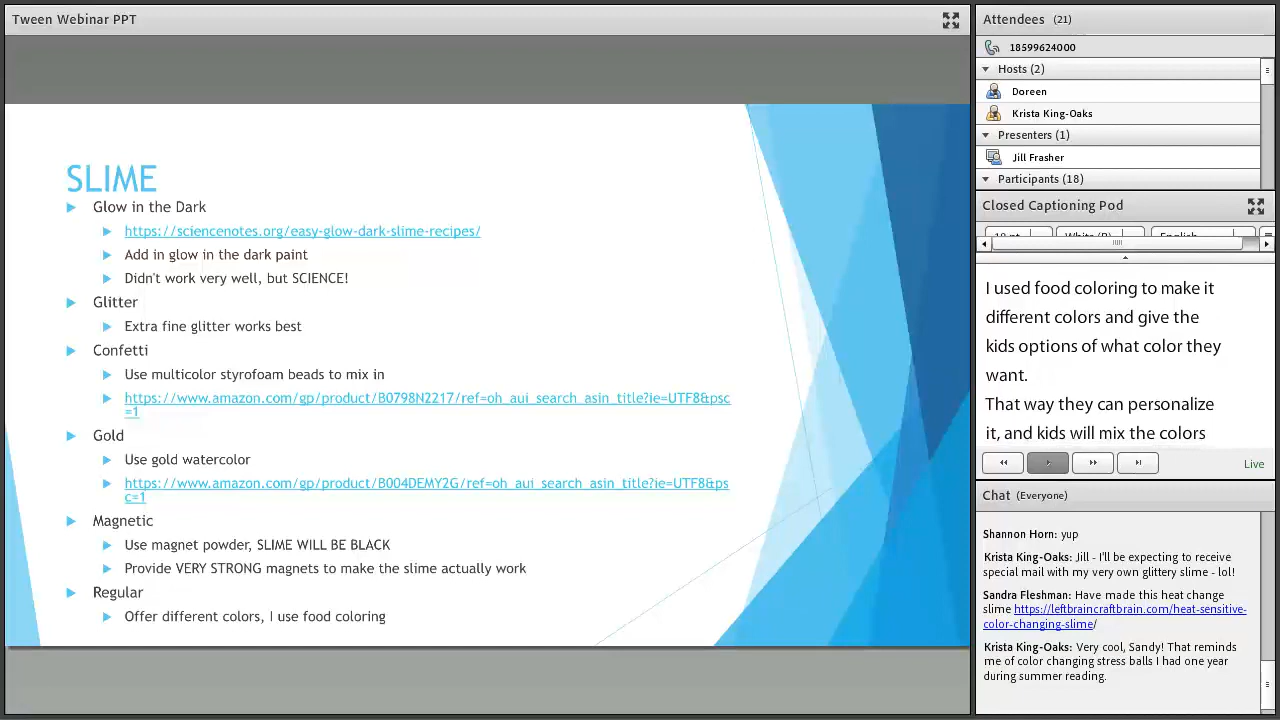 Tween Webinar PPT
SLIME
Glow in the Dark
https://sciencenotes.org/easy-glow-dark-slime-recipes/
Add in glow in the dark paint
Didn't work very well, but SCIENCE!
Glitter
Extra fine glitter works best
Confetti
Use multicolor styrofoam beads to mix in
https://www.amazon.com/gp/product/B0798N2217/ref=oh_aui_search_asin_title?ie=UTF8&psc
=1
Gold
Use gold watercolor
https://www.amazon.com/gp/product/B004DEMY2G/ref=oh_aui_search_asin_title?ie=UTF8&ps
c=1
Magnetic
Use magnet powder, SLIME WILL BE BLACK
Provide VERY STRONG magnets to make the slime actually work
Regular
Offer different colors, I use food coloring
Attendees (21)
18599624000
Hosts (2)
Doreen
Krista King-Oaks
Presenters (1)
Jill Frasher
Participants (18)
Closed Captioning Pod
English
I used food coloring to make it
different colors and give the
kids options of what color they
want.
That way they can personalize
it, and kids will mix the colors
Live
Chat (Everyone)
Shannon Horn: yup
Krista King-Oaks: Jill - I'll be expecting to receive
special mail with my very own glittery slime - lol!
Sandra Fleshman: Have made this heat change
slime https://leftbraincraftbrain.com/heat-sensitive-
color-changing-slime/
Krista King-Oaks: Very cool, Sandy! That reminds
me of color changing stress balls I had one year
during summer reading.